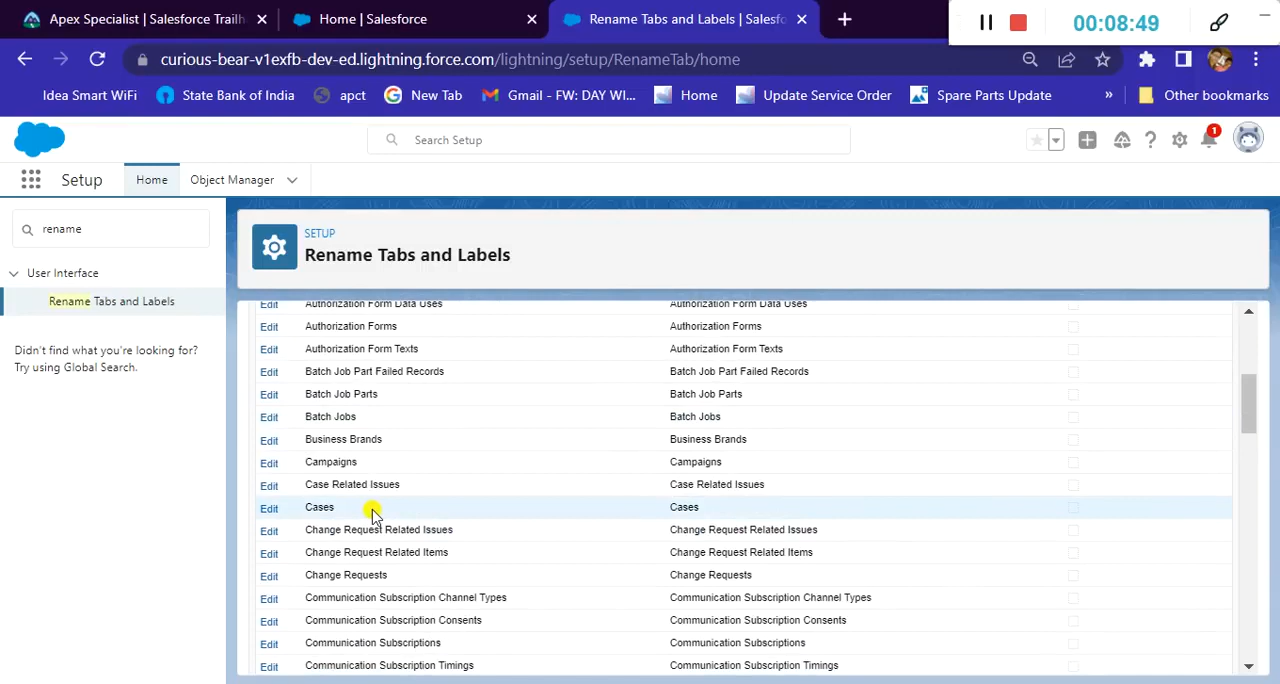 Apex Specialist | Salesforce Trailh
Home | Salesforce
Rename Tabs and Labels | Salesfo
00:08:49
curious-bear-v1exfb-dev-ed.lightning.force.com/lightning/setup/RenameTab/home
Idea Smart WiFi
State Bank of India
apct
New Tab
Gmail - FW: DAY WI...
Home
Update Service Order
Spare Parts Update
»
Other bookmarks
Search Setup
1
Setup
Home
Object Manager
rename
SETUP
Rename Tabs and Labels
User Interface
Rename Tabs and Labels
Didn't find what you're looking for?
Try using Global Search.
Edit Authorization Form Data Uses Authorization Form Data Uses
Edit Authorization Forms Authorization Forms
Edit Authorization Form Texts Authorization Form Texts
Edit Batch Job Part Failed Records Batch Job Part Failed Records
Edit Batch Job Parts Batch Job Parts
Edit Batch Jobs Batch Jobs
Edit Business Brands Business Brands
Edit Campaigns Campaigns
Edit Case Related Issues Case Related Issues
Edit Cases Cases
Edit Change Request Related Issues Change Request Related Issues
Edit Change Request Related Items Change Request Related Items
Edit Change Requests Change Requests
Edit Communication Subscription Channel Types Communication Subscription Channel Types
Edit Communication Subscription Consents Communication Subscription Consents
Edit Communication Subscriptions Communication Subscriptions
Edit Communication Subscription Timings Communication Subscription Timings